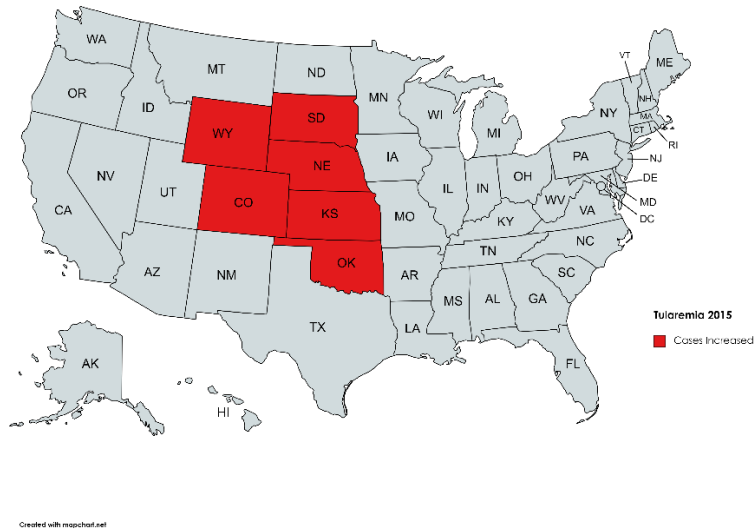 WA
MT
ND
MN
VT
ME
OR
ID
SD
WI
MI
NH
NY
MA
CT
RI
WY
IA
PA
NJ
NE
NV
UT
IL
IN
OH
DE
CA
CO
WV
MD
KS
MO
VA
DC
KY
NC
TN
AZ
NM
OK
AR
SC
MS
AL
GA
TX
LA
FL
AK
HI
Tularemia 2015
Cases Increased
Created with mapchart.net